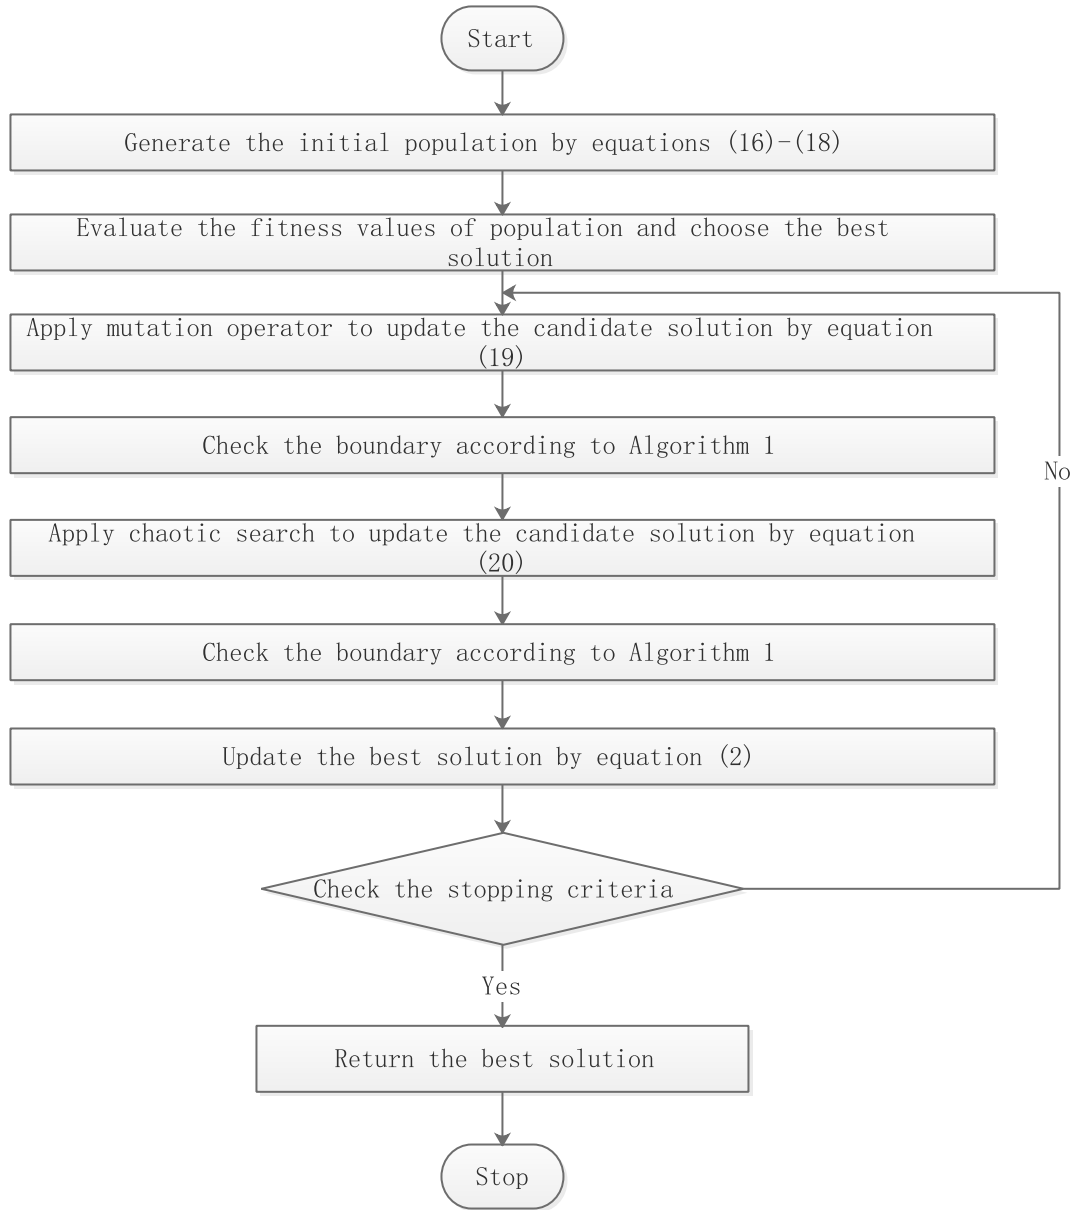 Start
Generate the initial population by equations (16)-(18)
Evaluate the fitness values of population and choose the best
solution
Apply mutation operator to update the candidate solution by equation
(19)
Check the boundary according to Algorithm 1
No
Apply chaotic search to update the candidate solution by equation
(20)
Check the boundary according to Algorithm 1
Update the best solution by equation (2)
Check the stopping criteria
Yes
Return the best solution
Stop